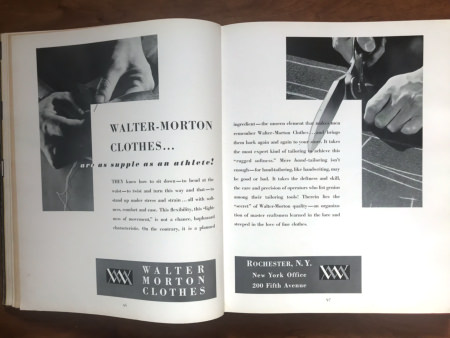 WALTER-MORTON
CLOTHES...
are as supple as an athlete!
THEY know how to sit down—to bend at the
waist—to twist and turn this way and that—to
stand up under stress and strain ... all with soft-
ness, comfort and ease. This flexibility, this "light-
ness of movement," is not a chance, haphazard
characteristic. On the contrary, it is a planned
WALTER
MORTON
CLOTHES
ingredient—the unseen element that makes men
remember Walter-Morton Clothes ... and brings
them back again and again to your store. It takes
the most expert kind of tailoring to achieve this
"rugged softness." Mere hand-tailoring isn't
enough—for hand-tailoring, like handwriting, may
be good or bad. It takes the deftness and skill,
the care and precision of operators who list genius
among their tailoring tools! Therein lies the
"secret" of Walter-Morton quality—an organiza-
tion of master craftsmen learned in the lore and
steeped in the love of fine clothes.
ROCHESTER, N.Y.
New York Office
200 Fifth Avenue
47